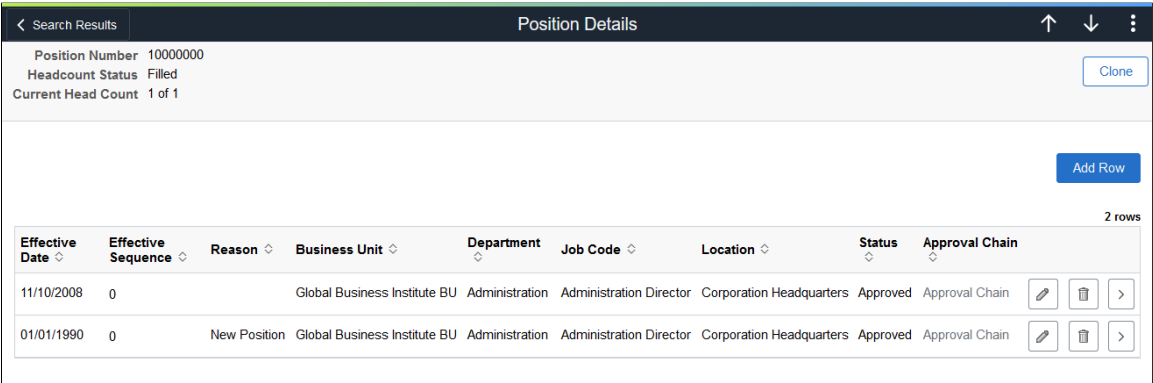 Search Results
Position Details
Position Number 10000000
Headcount Status Filled
Current Head Count 1 of 1
Clone
Add Row
2 rows
Effective Date Effective Sequence Reason Business Unit Department Job Code Location Status Approval Chain
11/10/2008 0 Global Business Institute BU Administration Administration Director Corporation Headquarters Approved Approval Chain
01/01/1990 0 New Position Global Business Institute BU Administration Administration Director Corporation Headquarters Approved Approval Chain